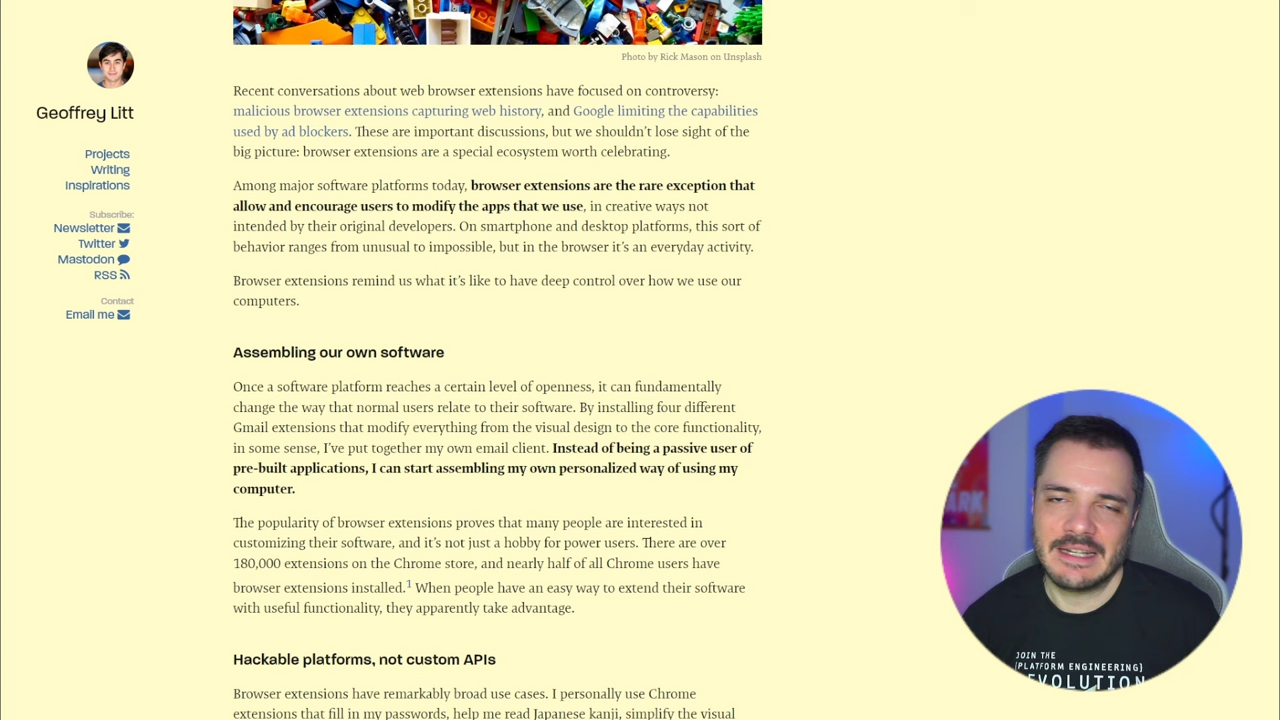 Photo by Rick Mason on Unsplash
Geoffrey Litt
Projects
Writing
Inspirations
Subscribe:
Newsletter
Twitter
Mastodon
RSS
Contact
Email me
Recent conversations about web browser extensions have focused on controversy:
malicious browser extensions capturing web history, and Google limiting the capabilities
used by ad blockers. These are important discussions, but we shouldn’t lose sight of the
big picture: browser extensions are a special ecosystem worth celebrating.
Among major software platforms today, browser extensions are the rare exception that
allow and encourage users to modify the apps that we use, in creative ways not
intended by their original developers. On smartphone and desktop platforms, this sort of
behavior ranges from unusual to impossible, but in the browser it’s an everyday activity.
Browser extensions remind us what it’s like to have deep control over how we use our
computers.
Assembling our own software
Once a software platform reaches a certain level of openness, it can fundamentally
change the way that normal users relate to their software. By installing four different
Gmail extensions that modify everything from the visual design to the core functionality,
in some sense, I’ve put together my own email client. Instead of being a passive user of
pre-built applications, I can start assembling my own personalized way of using my
computer.
The popularity of browser extensions proves that many people are interested in
customizing their software, and it’s not just a hobby for power users. There are over
180,000 extensions on the Chrome store, and nearly half of all Chrome users have
browser extensions installed.1 When people have an easy way to extend their software
with useful functionality, they apparently take advantage.
Hackable platforms, not custom APIs
Browser extensions have remarkably broad use cases. I personally use Chrome
extensions that fill in my passwords, help me read Japanese kanji, simplify the visual
JOIN THE
{PLATFORM ENGINEERING}
EVOLUTION